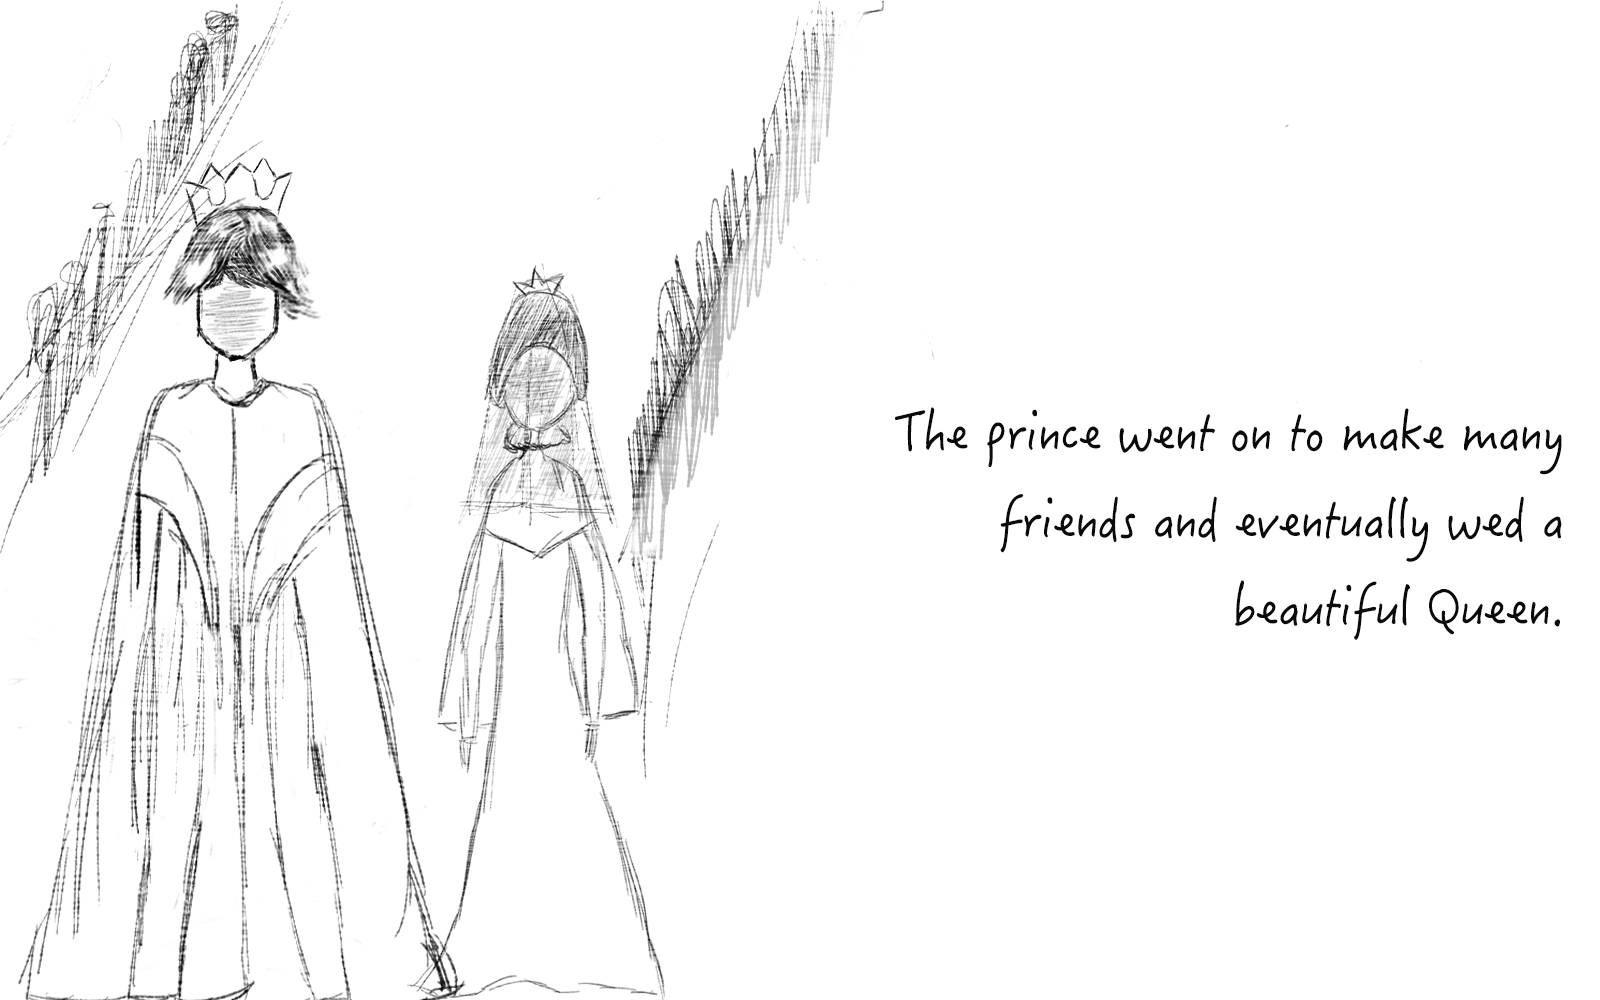 The prince went on to make many
friends and eventually wed a
beautiful Queen.